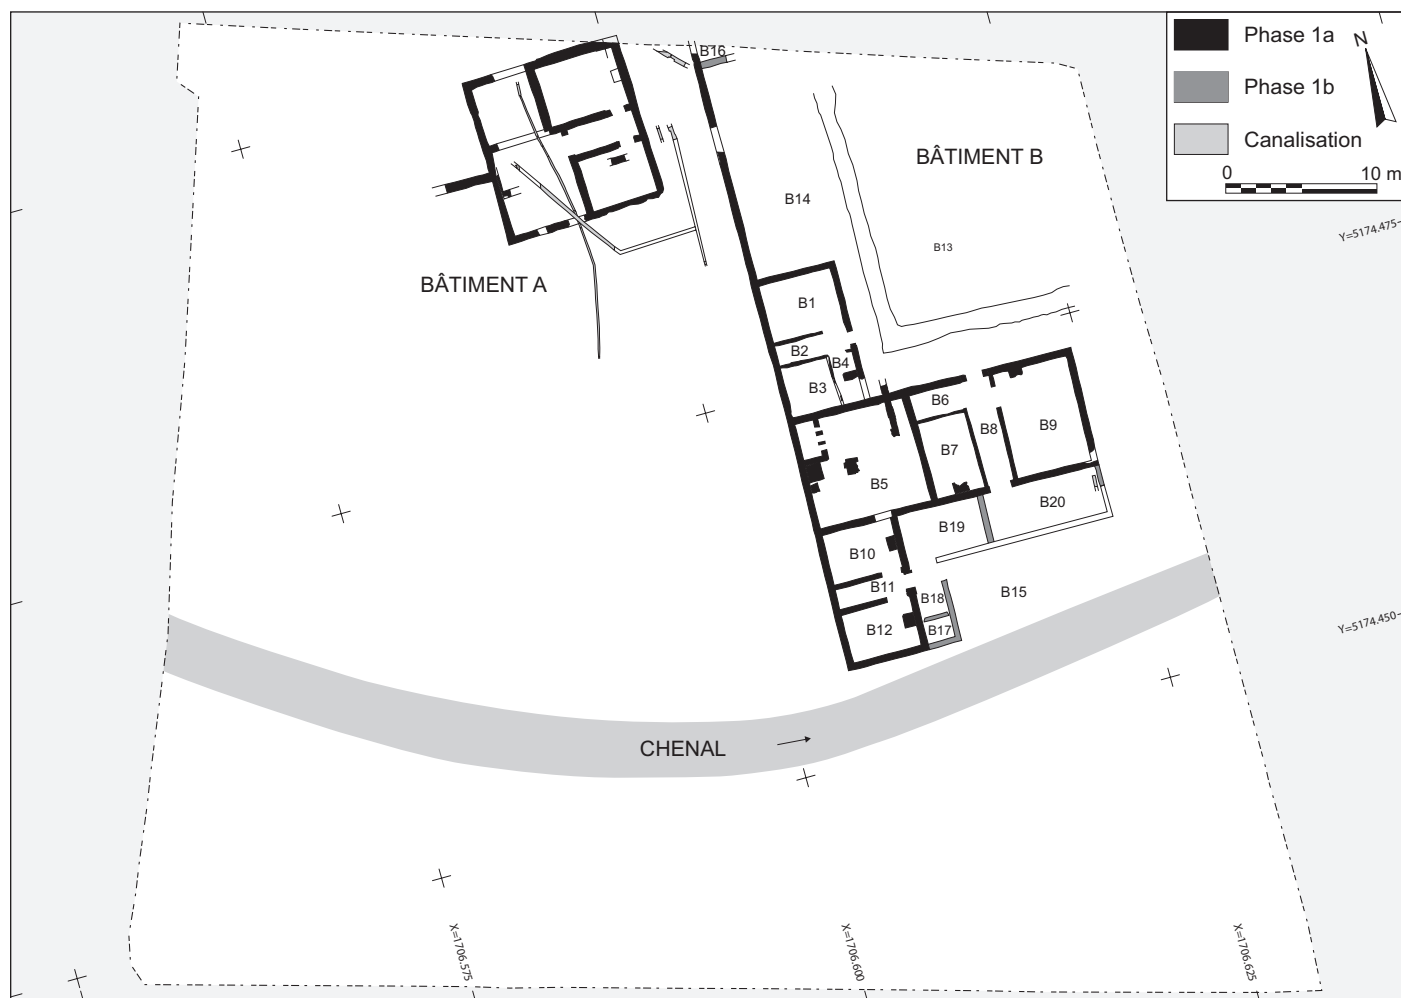 Phase 1a
N
Phase 1b
Canalisation
0
10 m
B16
BÂTIMENT B
B14
Y=5174.475
B13
BÂTIMENT A
B1
B2
B4
B3
B6
B8
B9
B7
B5
B20
B19
B10
B11
B18
B15
B12
B17
Y=5174.450
CHENAL
X=1706.575
X=1706.600
X=1706.625